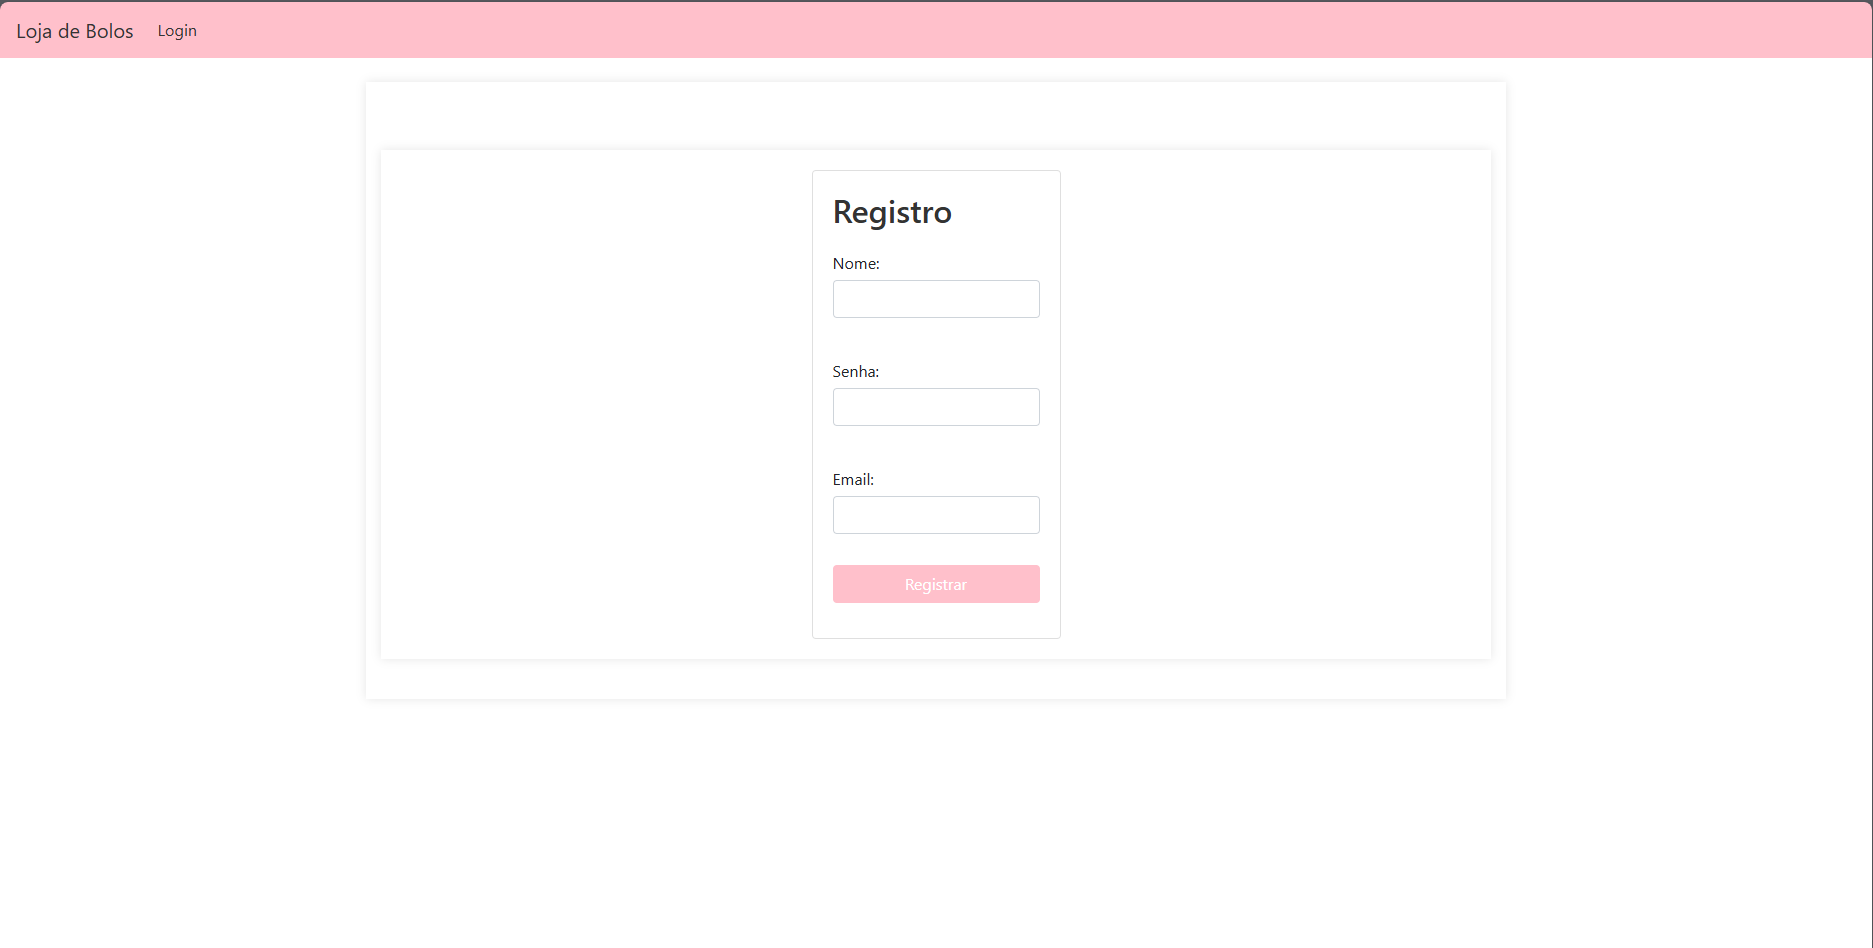 Loja de Bolos Login
Registro
Nome:
Senha:
Email:
Registrar